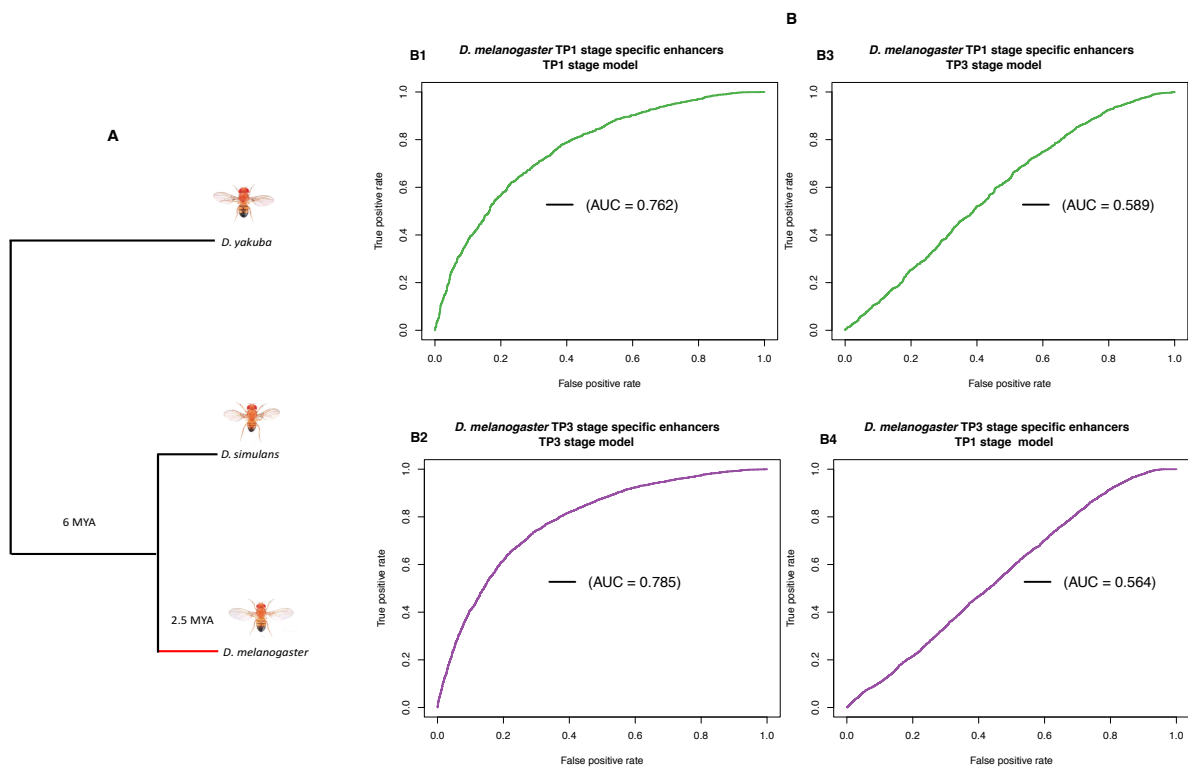 A
D. yakuba
D. simulans
6 MYA
2.5 MYA
D. melanogaster
B
B1
D. melanogaster TP1 stage specific enhancers
TP1 stage model
True positive rate
1.0
0.8
0.6
0.4
0.2
0.0
(AUC = 0.762)
0.0 0.2 0.4 0.6 0.8 1.0
False positive rate
B3
D. melanogaster TP1 stage specific enhancers
TP3 stage model
True positive rate
1.0
0.8
0.6
0.4
0.2
0.0
(AUC = 0.589)
0.0 0.2 0.4 0.6 0.8 1.0
False positive rate
B2
D. melanogaster TP3 stage specific enhancers
TP3 stage model
True positive rate
1.0
0.8
0.6
0.4
0.2
0.0
(AUC = 0.785)
0.0 0.2 0.4 0.6 0.8 1.0
False positive rate
B4
D. melanogaster TP3 stage specific enhancers
TP1 stage model
True positive rate
1.0
0.8
0.6
0.4
0.2
0.0
(AUC = 0.564)
0.0 0.2 0.4 0.6 0.8 1.0
False positive rate